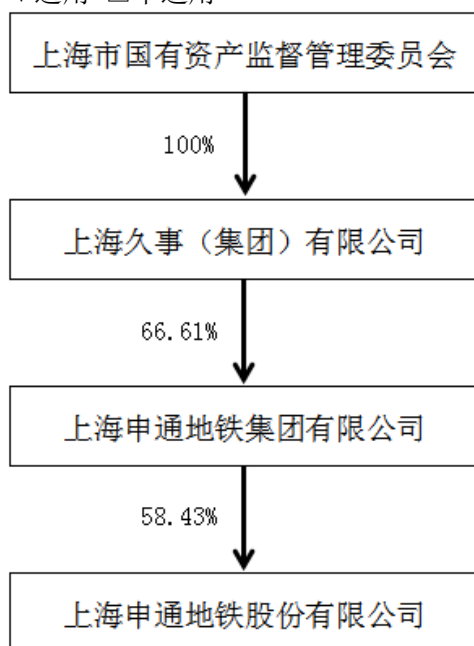 上海市国有资产监督管理委员会
100%
上海久事（集团）有限公司
66.61%
上海申通地铁集团有限公司
58.43%
上海申通地铁股份有限公司